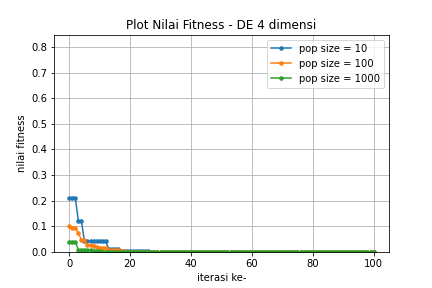 Plot Nilai Fitness - DE 4 dimensi
pop size = 10
pop size = 100
pop size = 1000
nilai fitness
0.8
0.7
0.6
0.5
0.4
0.3
0.2
0.1
0.0
0 20 40 60 80 100
iterasi ke-